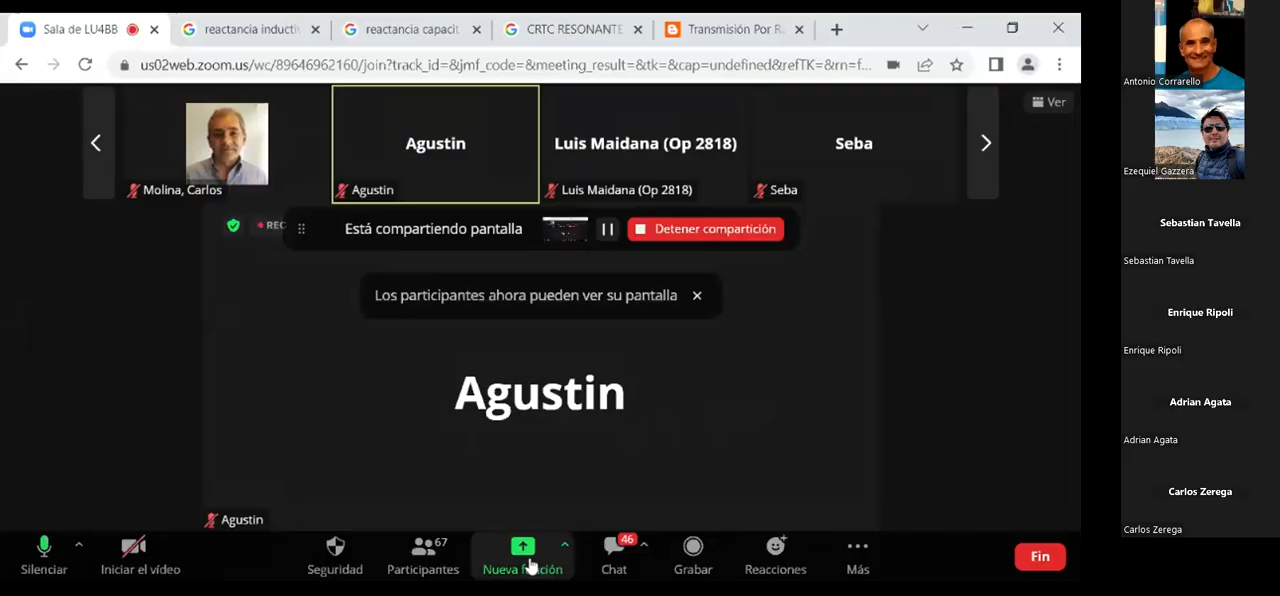 Sala de LU4BB
reactancia inducti
reactancia capacit
CRTC RESONANTE
Transmisión Por R
us02web.zoom.us/wc/89646962160/join?track_id=&jmf_code=&meeting_result=&tk=&cap=undefined&refTK=&rn=f...
Ver
Agustin
Luis Maidana (Op 2818)
Seba
Molina, Carlos
Agustin
Luis Maidana (Op 2818)
Seba
REC
Está compartiendo pantalla
Detener compartición
Los participantes ahora pueden ver su pantalla
Agustin
Agustin
Silenciar
Iniciar el vídeo
Seguridad
67
Participantes
Nueva función
46
Chat
Grabar
Reacciones
Más
Fin
Antonio Corrarello
Ezequiel Gazzera
Sebastian Tavella
Sebastian Tavella
Enrique Ripoli
Enrique Ripoli
Adrian Agata
Adrian Agata
Carlos Zerega
Carlos Zerega